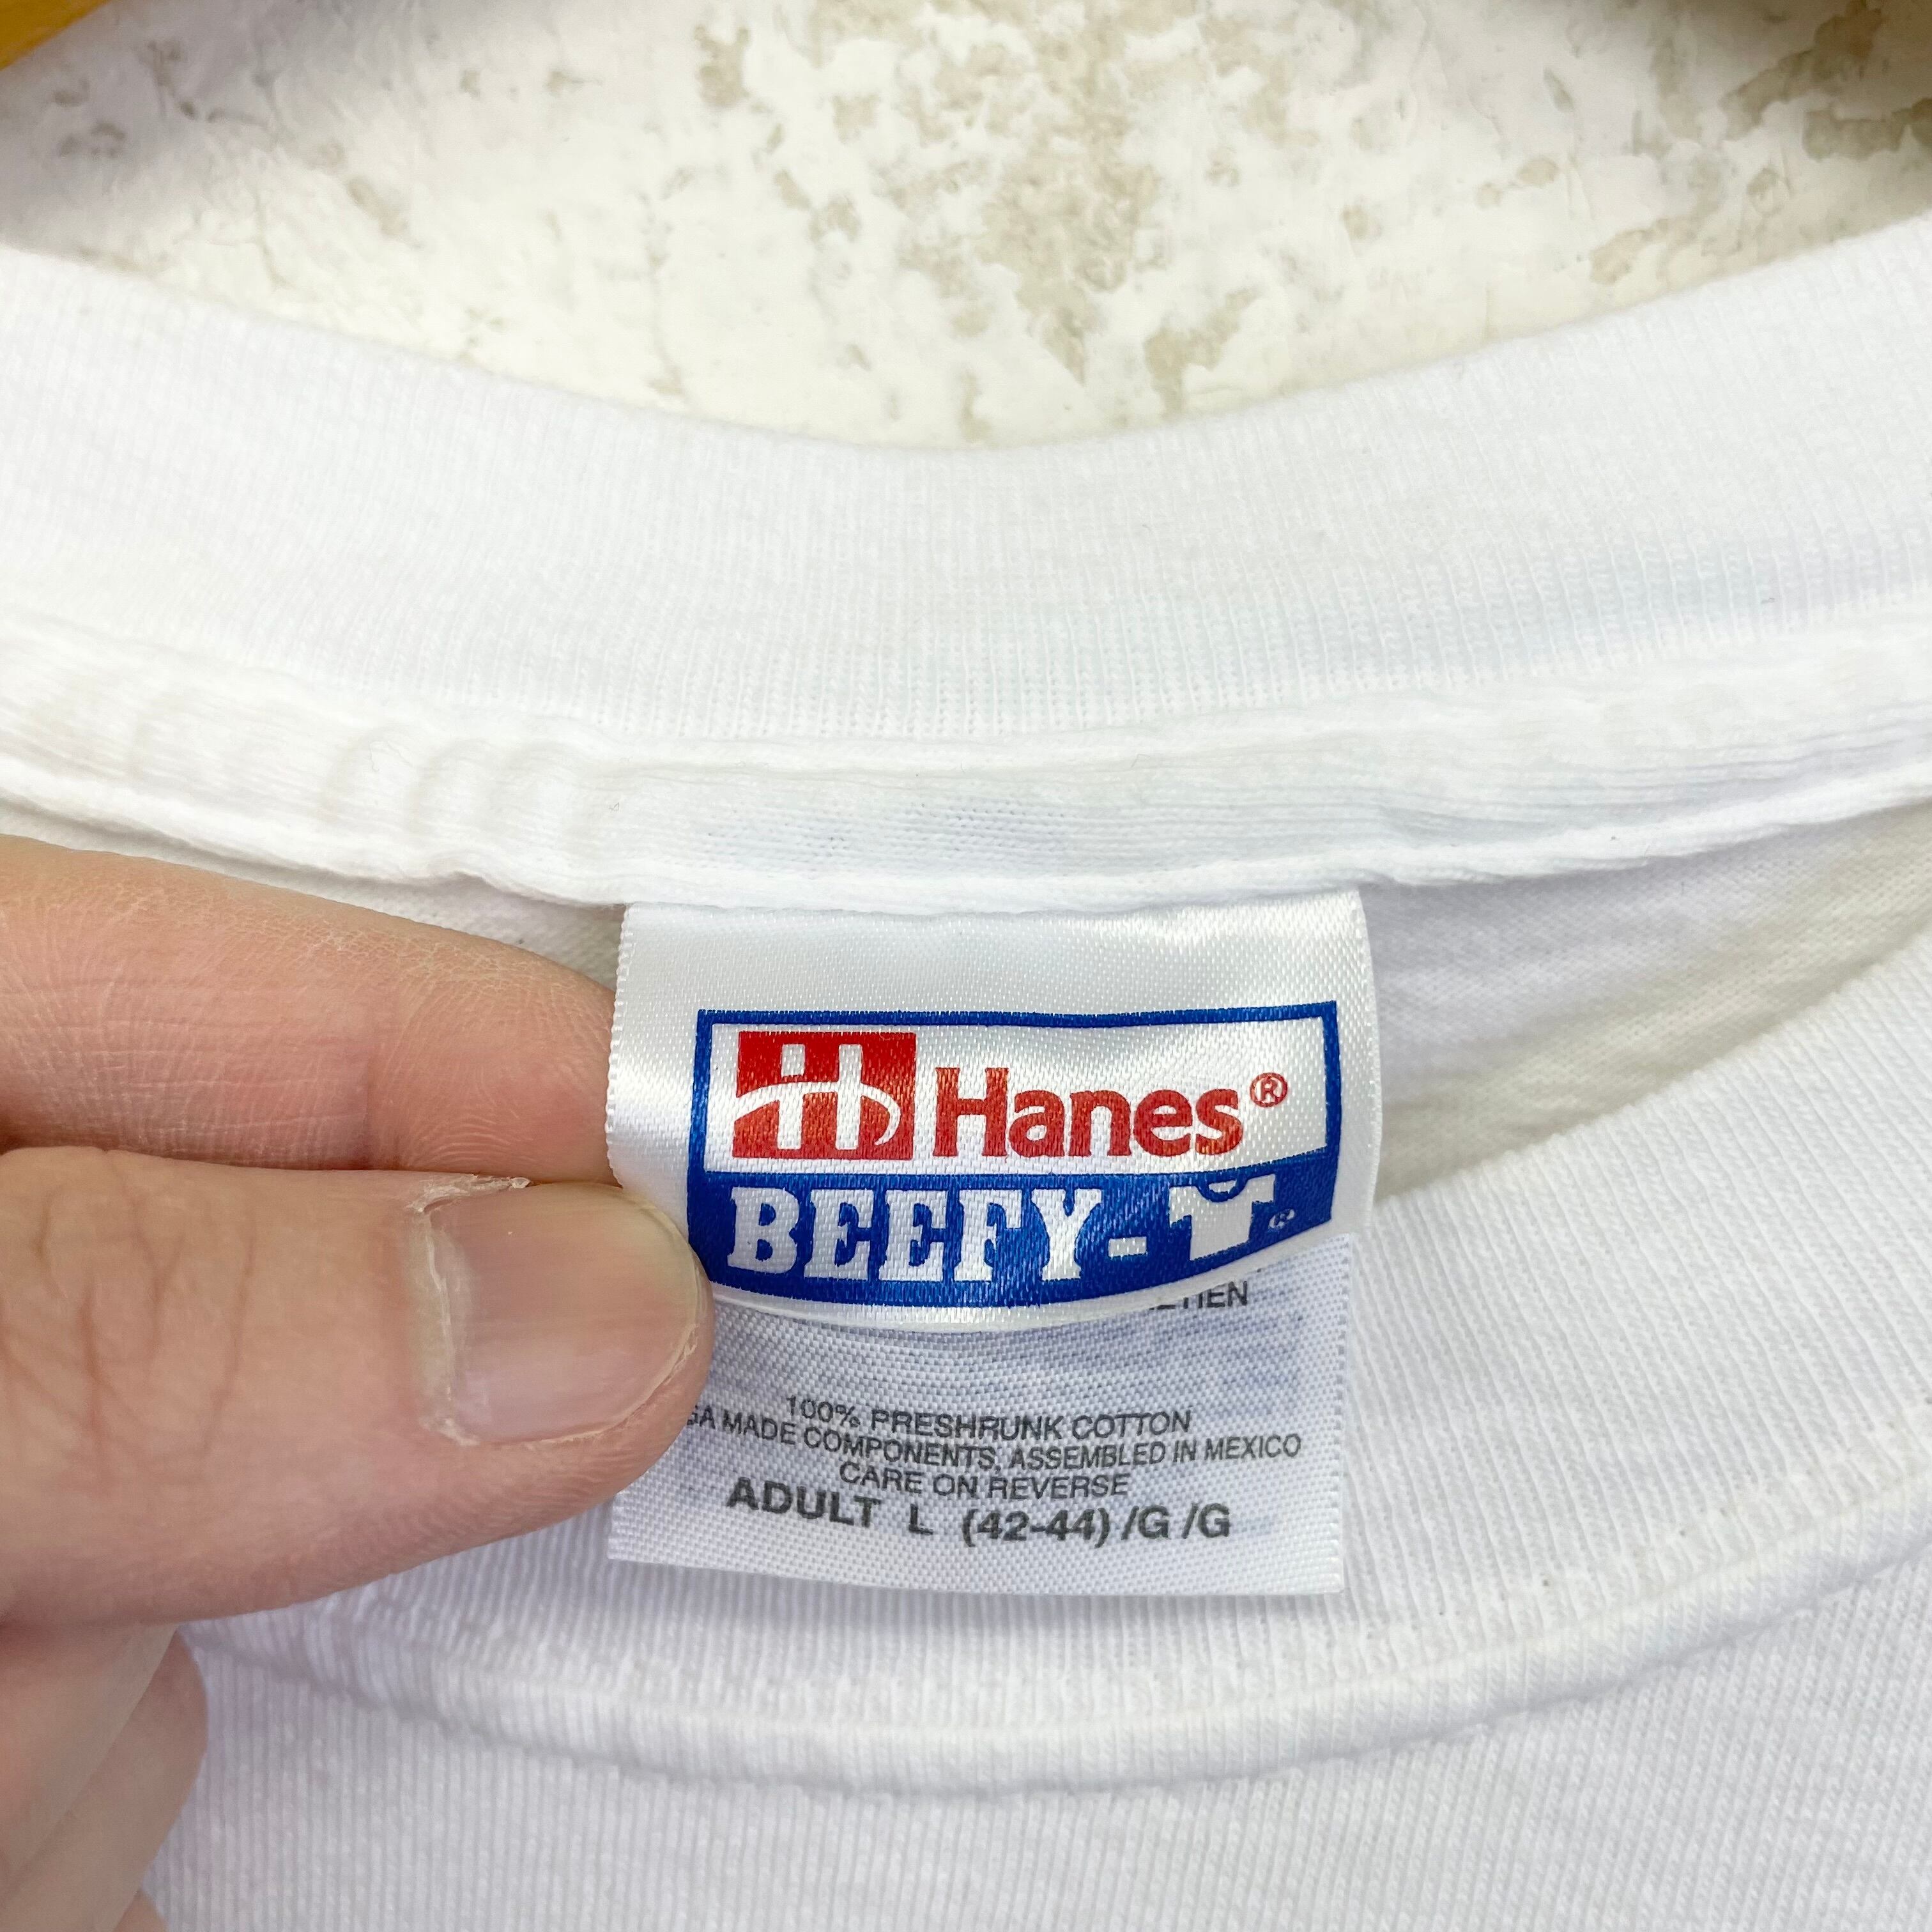 Hanes®
BEEFY-T®
100% PRESHRUNK COTTON
MADE COMPONENTS, ASSEMBLED IN MEXICO
CARE ON REVERSE
ADULT L (42-44) /G /G